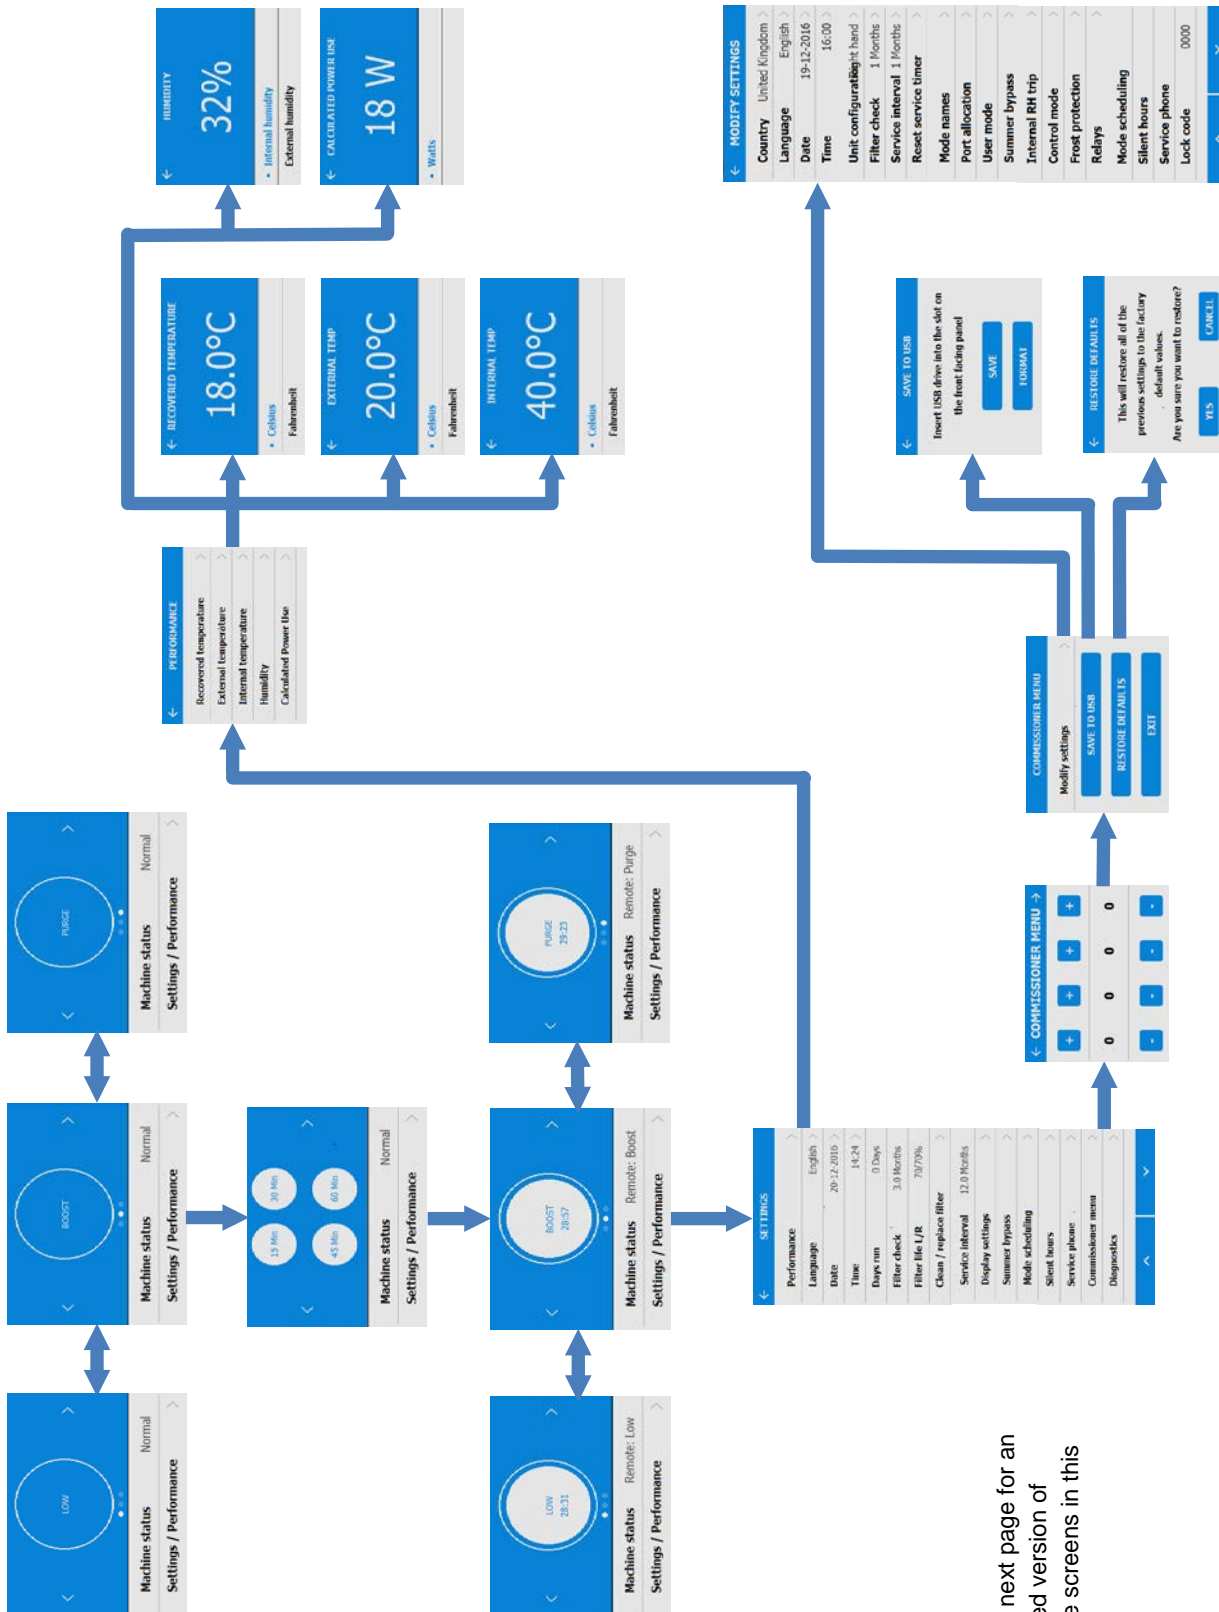 LOW
Machine status Normal
Settings / Performance
BOOST
Machine status Normal
Settings / Performance
PURGE
Machine status Normal
Settings / Performance
15 Min 30 Min
45 Min 60 Min
Machine status Normal
Settings / Performance
LOW
28:31
Machine status Remote: Low
Settings / Performance
BOOST
28:57
Machine status Remote: Boost
Settings / Performance
PURGE
29:23
Machine status Remote: Purge
Settings / Performance
SETTINGS
Performance
Language English
Date 20-12-2016
Time 14:24
Days run 0 Days
Filter check 3.0 Months
Filter life L/R 70/70%
Clean / replace filter
Service interval 12.0 Months
Display settings
Summer bypass
Mode scheduling
Silent hours
Service phone
Commissioner menu
Diagnostics
PERFORMANCE
Recovered temperature
External temperature
Internal temperature
Humidity
Calculated Power Use
RECOVERED TEMPERATURE
18.0°C
• Celsius
Fahrenheit
EXTERNAL TEMP
20.0°C
• Celsius
Fahrenheit
INTERNAL TEMP
40.0°C
• Celsius
Fahrenheit
HUMIDITY
32%
• Internal humidity
External humidity
CALCULATED POWER USE
18 W
• Watts
COMMISSIONER MENU
+ + + +
0 0 0 0
- - - -
COMMISSIONER MENU
Modify settings
SAVE TO USB
RESTORE DEFAULTS
EXIT
SAVE TO USB
Insert USB drive into the slot on
the front facing panel
SAVE
FORMAT
RESTORE DEFAULTS
This will restore all of the
previous settings to the factory
default values.
Are you sure you want to restore?
YES CANCEL
MODIFY SETTINGS
Country United Kingdom
Language English
Date 19-12-2016
Time 16:00
Unit configuration hand
Filter check 1 Months
Service interval 1 Months
Reset service timer
Mode names
Port allocation
User mode
Summer bypass
Internal RH trip
Control mode
Frost protection
Relays
Mode scheduling
Silent hours
Service phone
Lock code 0000
next page for an
version of
screens in this